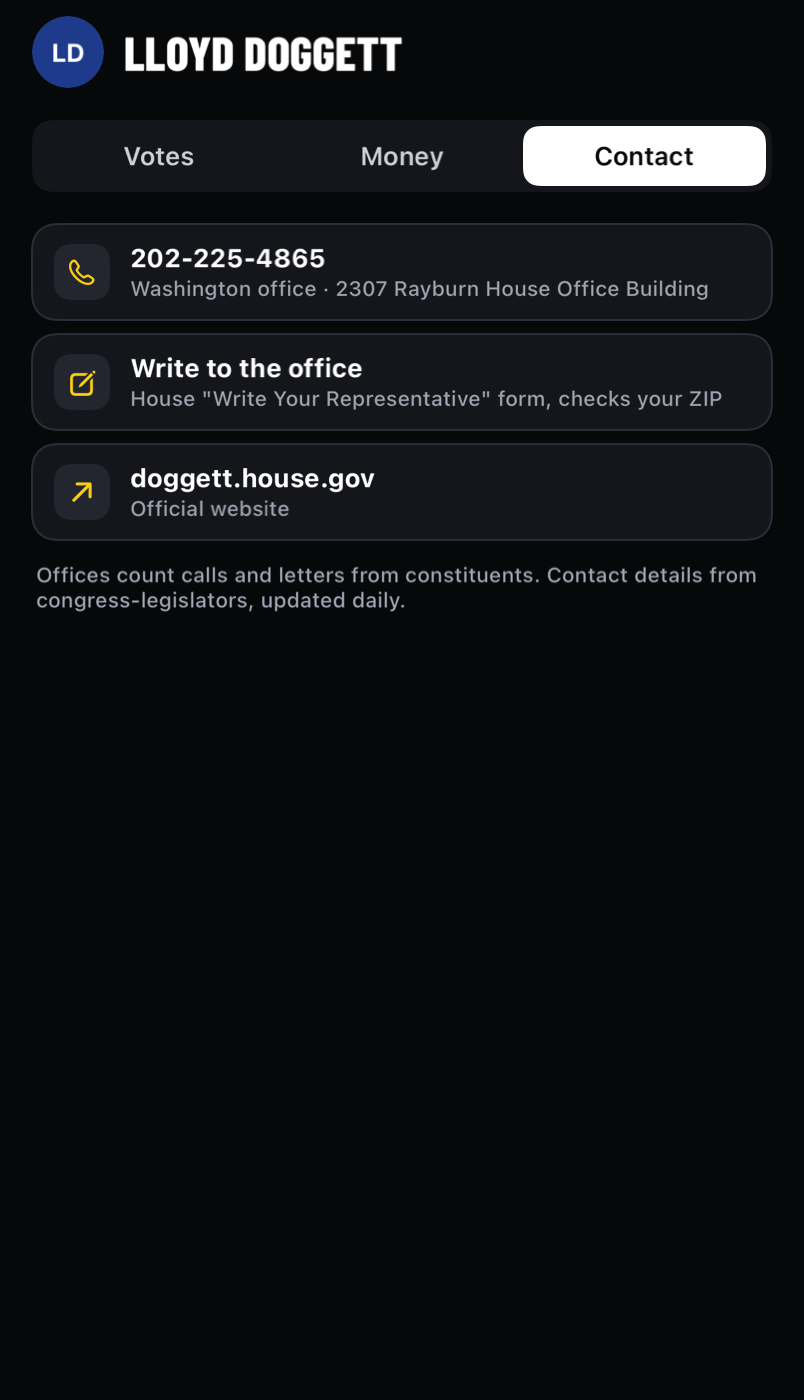 LD
LLOYD DOGGETT
Votes
Money
Contact
202-225-4865
Washington office · 2307 Rayburn House Office Building
Write to the office
House "Write Your Representative" form, checks your ZIP
doggett.house.gov
Official website
Offices count calls and letters from constituents. Contact details from
congress-legislators, updated daily.